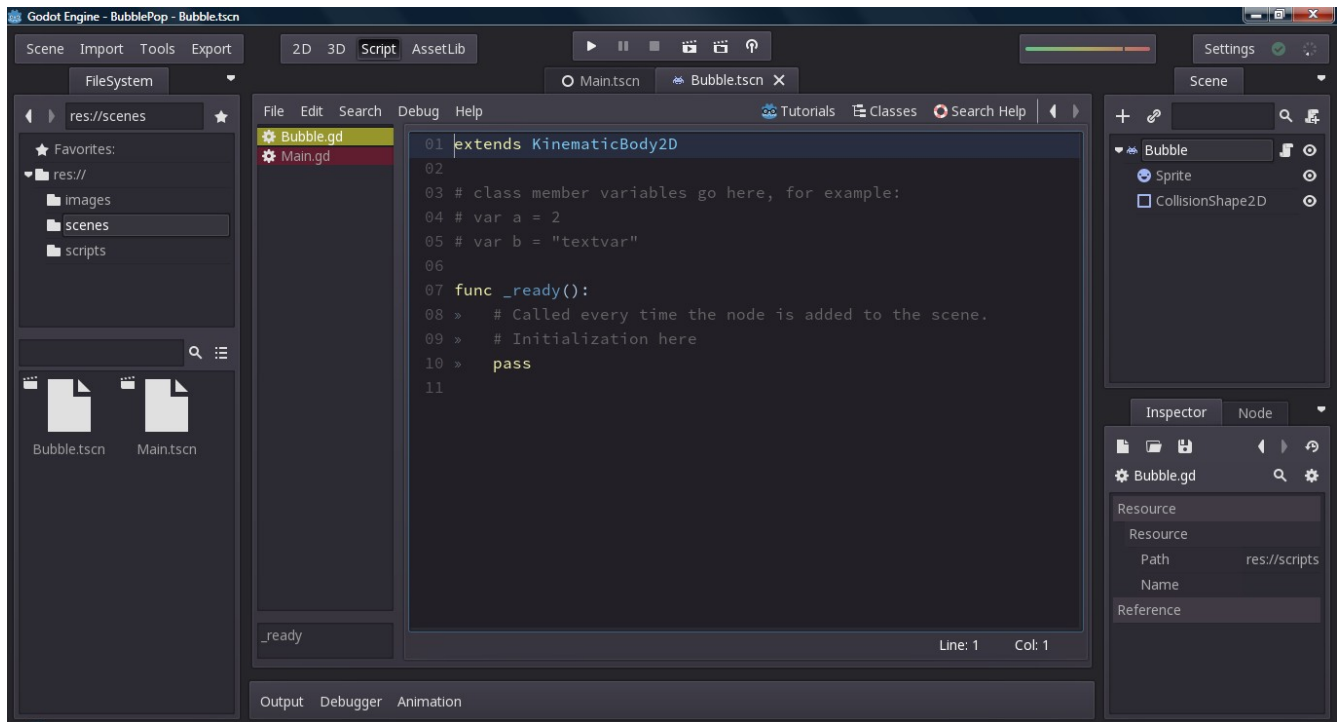 Godot Engine - BubblePop - Bubble.tscn
Scene Import Tools Export
2D 3D Script AssetLib
Settings
FileSystem
Main.tscn
Bubble.tscn X
Scene
res://scenes
Favorites:
res://
images
scenes
scripts
Bubble.tscn
Main.tscn
File Edit Search Debug Help
Tutorials Classes Search Help
Bubble.gd
Main.gd
_ready
01 extends KinematicBody2D
02
03 # class member variables go here, for example:
04 # var a = 2
05 # var b = "textvar"
06
07 func _ready():
08 » # Called every time the node is added to the scene.
09 » # Initialization here
10 » pass
11
Line: 1 Col: 1
Output Debugger Animation
Bubble
Sprite
CollisionShape2D
Inspector Node
Bubble.gd
Resource
Resource
Path res://scripts
Name
Reference